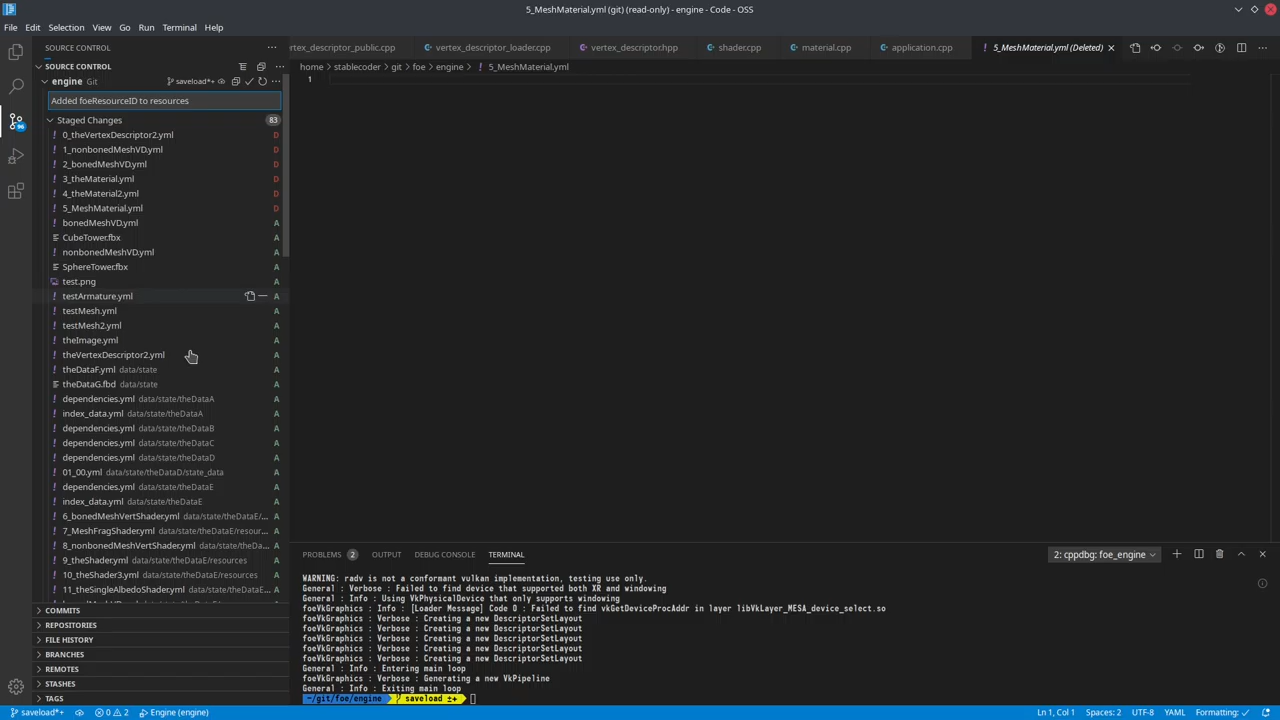 5_MeshMaterial.yml (git) (read-only) - engine - Code - OSS
File Edit Selection View Go Run Terminal Help
SOURCE CONTROL
ertex_descriptor_public.cpp vertex_descriptor_loader.cpp vertex_descriptor.hpp shader.cpp material.cpp application.cpp 5_MeshMaterial.yml (Deleted)
SOURCE CONTROL
home > stablecoder > git > foe > engine > 5_MeshMaterial.yml
engine Git saveload*+
1
Added foeResourceID to resources
Staged Changes 83
0_theVertexDescriptor2.yml D
1_nonbonedMeshVD.yml D
2_bonedMeshVD.yml D
3_theMaterial.yml D
4_theMaterial2.yml D
5_MeshMaterial.yml D
bonedMeshVD.yml A
CubeTower.fbx A
nonbonedMeshVD.yml A
SphereTower.fbx A
test.png A
testArmature.yml A
testMesh.yml A
testMesh2.yml A
theImage.yml A
theVertexDescriptor2.yml A
theDataF.yml data/state A
theDataG.fbd data/state A
dependencies.yml data/state/theDataA A
index_data.yml data/state/theDataA A
dependencies.yml data/state/theDataB A
dependencies.yml data/state/theDataC A
dependencies.yml data/state/theDataD A
01_00.yml data/state/theDataD/state_data A
dependencies.yml data/state/theDataE A
index_data.yml data/state/theDataE A
6_bonedMeshVertShader.yml data/state/theDataE/... A
7_MeshFragShader.yml data/state/theDataE/resour... A
8_nonbonedMeshVertShader.yml data/state/theDa... A
9_theShader.yml data/state/theDataE/resources A
10_theShader3.yml data/state/theDataE/resources A
11_theSingleAlbedoShader.yml data/state/theData... A
COMMITS
REPOSITORIES
FILE HISTORY
BRANCHES
REMOTES
STASHES
TAGS
96
PROBLEMS 2 OUTPUT DEBUG CONSOLE TERMINAL 2: cppdbg: foe_engine
WARNING: radv is not a conformant vulkan implementation, testing use only.
General : Verbose : Failed to find device that supported both XR and windowing
General : Info : Using VkPhysicalDevice that only supports windowing
foeVkGraphics : Info : [Loader Message] Code 0 : Failed to find vkGetDeviceProcAddr in layer libVkLayer_MESA_device_select.so
foeVkGraphics : Verbose : Creating a new DescriptorSetLayout
foeVkGraphics : Verbose : Creating a new DescriptorSetLayout
foeVkGraphics : Verbose : Creating a new DescriptorSetLayout
foeVkGraphics : Verbose : Creating a new DescriptorSetLayout
foeVkGraphics : Verbose : Creating a new DescriptorSetLayout
General : Info : Entering main loop
foeVkGraphics : Verbose : Generating a new VkPipeline
General : Info : Exiting main loop
~/git/foe/engine saveload ±+
saveload*+ 0 2 Engine (engine) Ln 1, Col 1 Spaces: 2 UTF-8 YAML Formatting: ✓